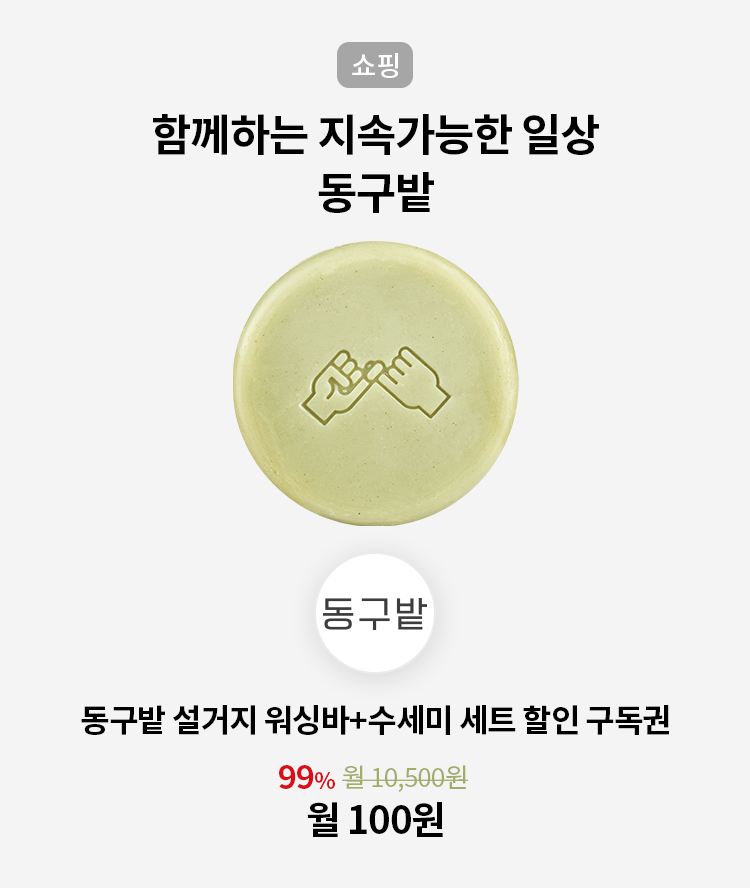 쇼핑
함께하는 지속가능한 일상
동구밭
동구밭
동구밭 설거지 워싱바+수세미 세트 할인 구독권
99% 월 10,500원
월 100원